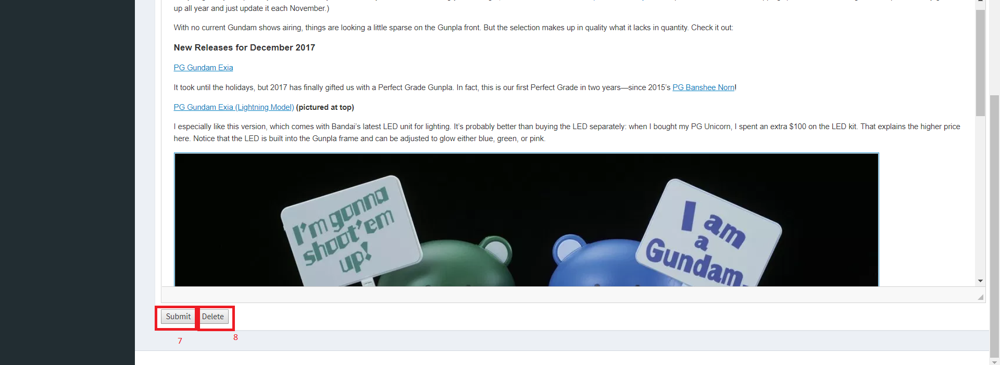 up all year and just update it each November.)
With no current Gundam shows airing, things are looking a little sparse on the Gunpla front. But the selection makes up in quality what it lacks in quantity. Check it out:
New Releases for December 2017
PG Gundam Exia
It took until the holidays, but 2017 has finally gifted us with a Perfect Grade Gunpla. In fact, this is our first Perfect Grade in two years—since 2015’s PG Banshee Norn!
PG Gundam Exia (Lightning Model) (pictured at top)
I especially like this version, which comes with Bandai’s latest LED unit for lighting. It’s probably better than buying the LED separately: when I bought my PG Unicorn, I spent an extra $100 on the LED kit. That explains the higher price
here. Notice that the LED is built into the Gunpla frame and can be adjusted to glow either blue, green, or pink.
I'm gonna
shoot'em
up!
I am
a
Gundam.
Submit Delete
7 8